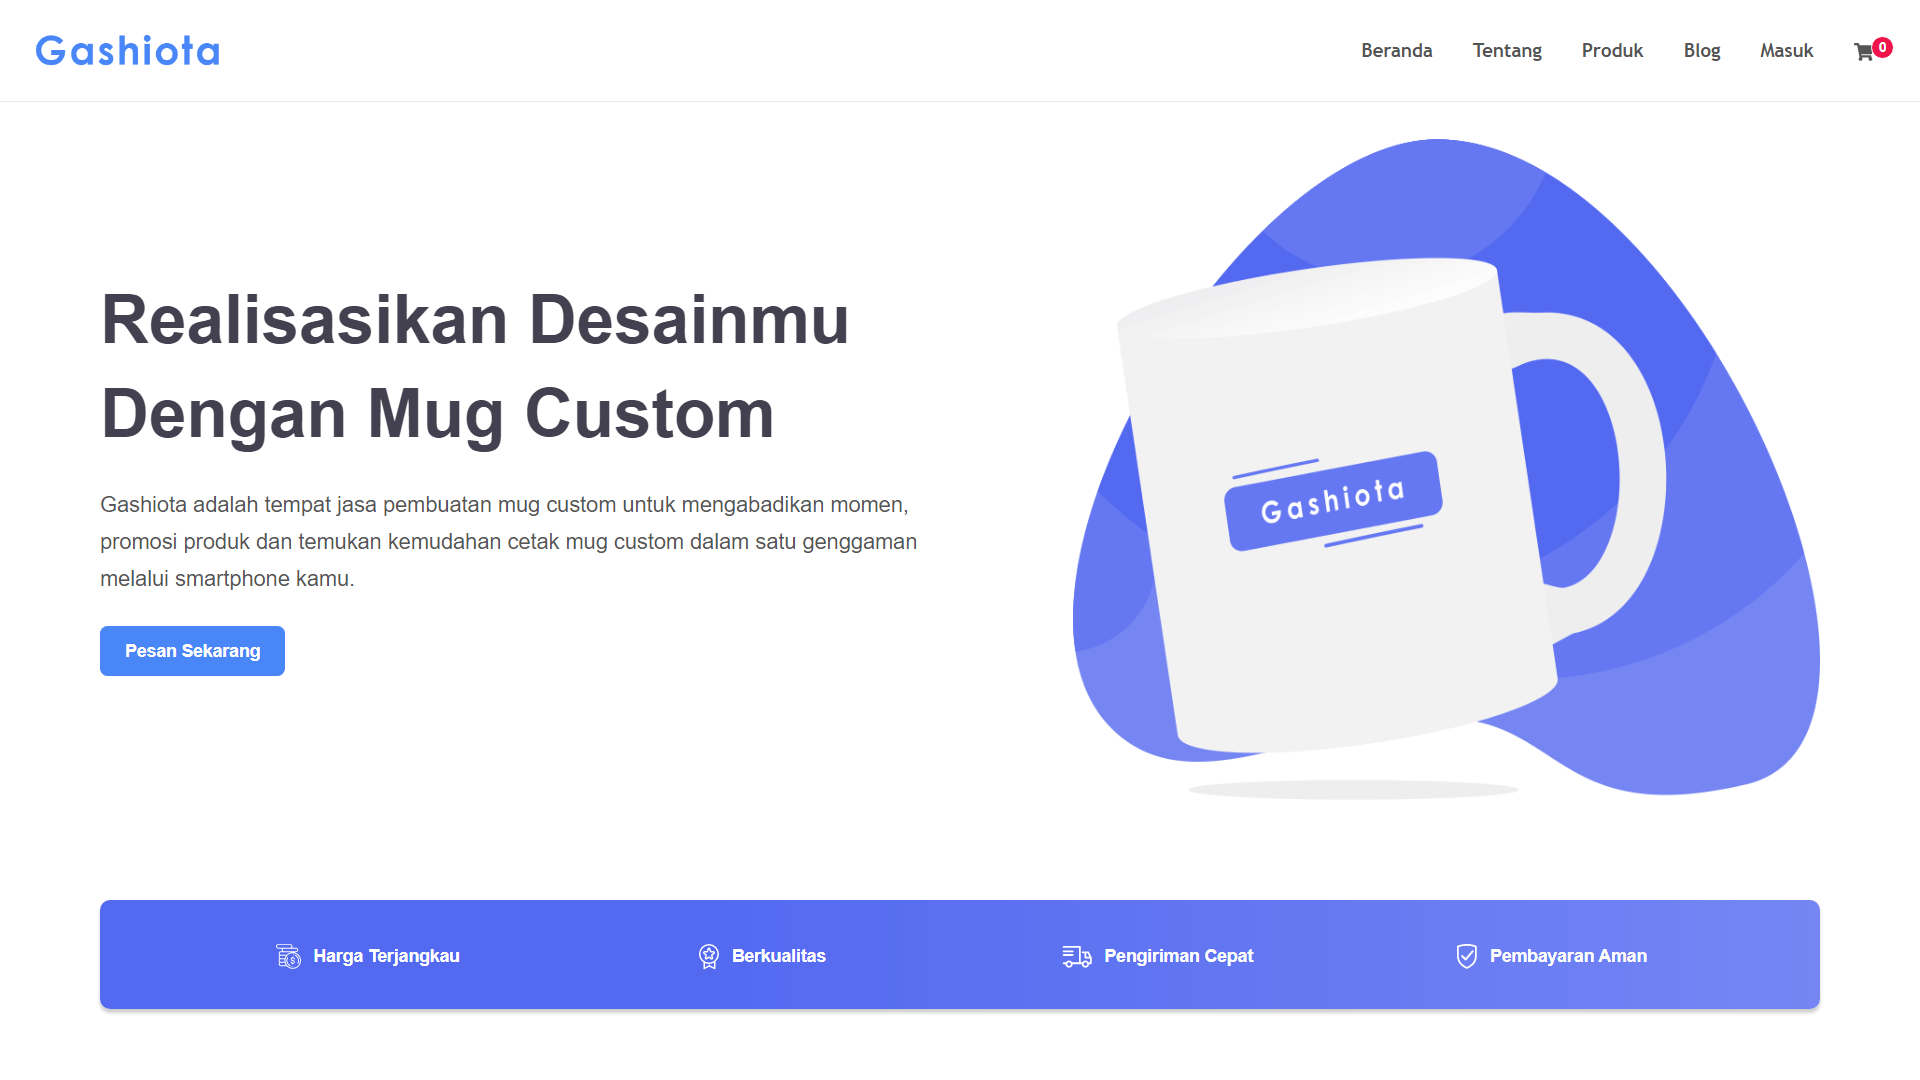 Gashiota
Beranda
Tentang
Produk
Blog
Masuk
0
Realisasikan Desainmu
Dengan Mug Custom
Gashiota adalah tempat jasa pembuatan mug custom untuk mengabadikan momen,
promosi produk dan temukan kemudahan cetak mug custom dalam satu genggaman
melalui smartphone kamu.
Pesan Sekarang
Gashiota
Harga Terjangkau
Berkualitas
Pengiriman Cepat
Pembayaran Aman